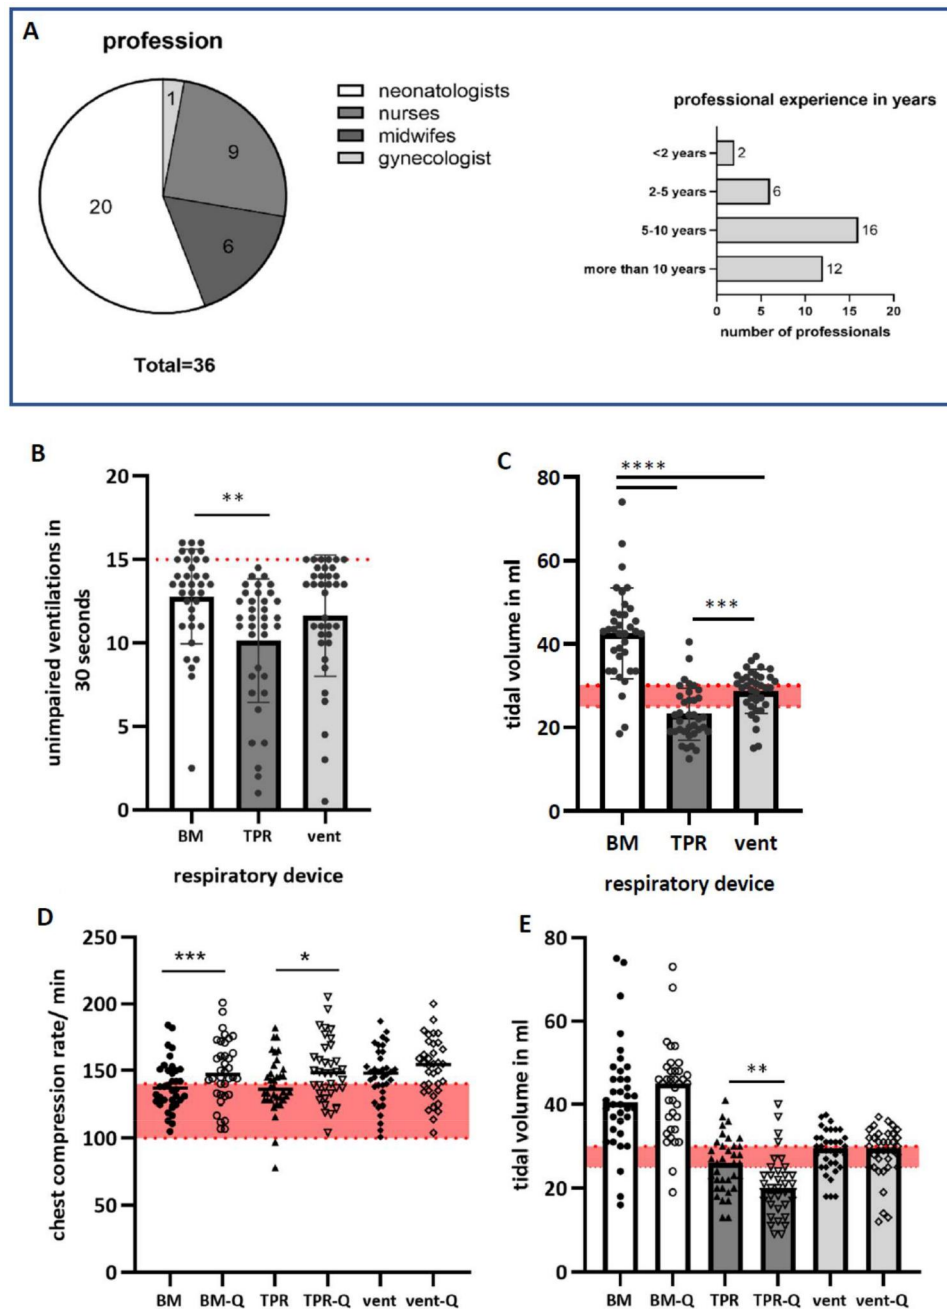 A
profession
1
9
6
20
Total=36
neonatologists
nurses
midwifes
gynecologist
professional experience in years
<2 years
2
2-5 years
6
5-10 years
16
more than 10 years
12
0 5 10 15 20
number of professionals
B
20
15
10
5
0
unimpaired ventilations in
30 seconds
**
BM TPR vent
respiratory device
C
80
60
40
20
0
tidal volume in ml
****
***
BM TPR vent
respiratory device
D
250
200
150
100
50
0
chest compression rate/ min
***
*
BM BM-Q TPR TPR-Q vent vent-Q
E
80
60
40
20
0
tidal volume in ml
**
BM BM-Q TPR TPR-Q vent vent-Q